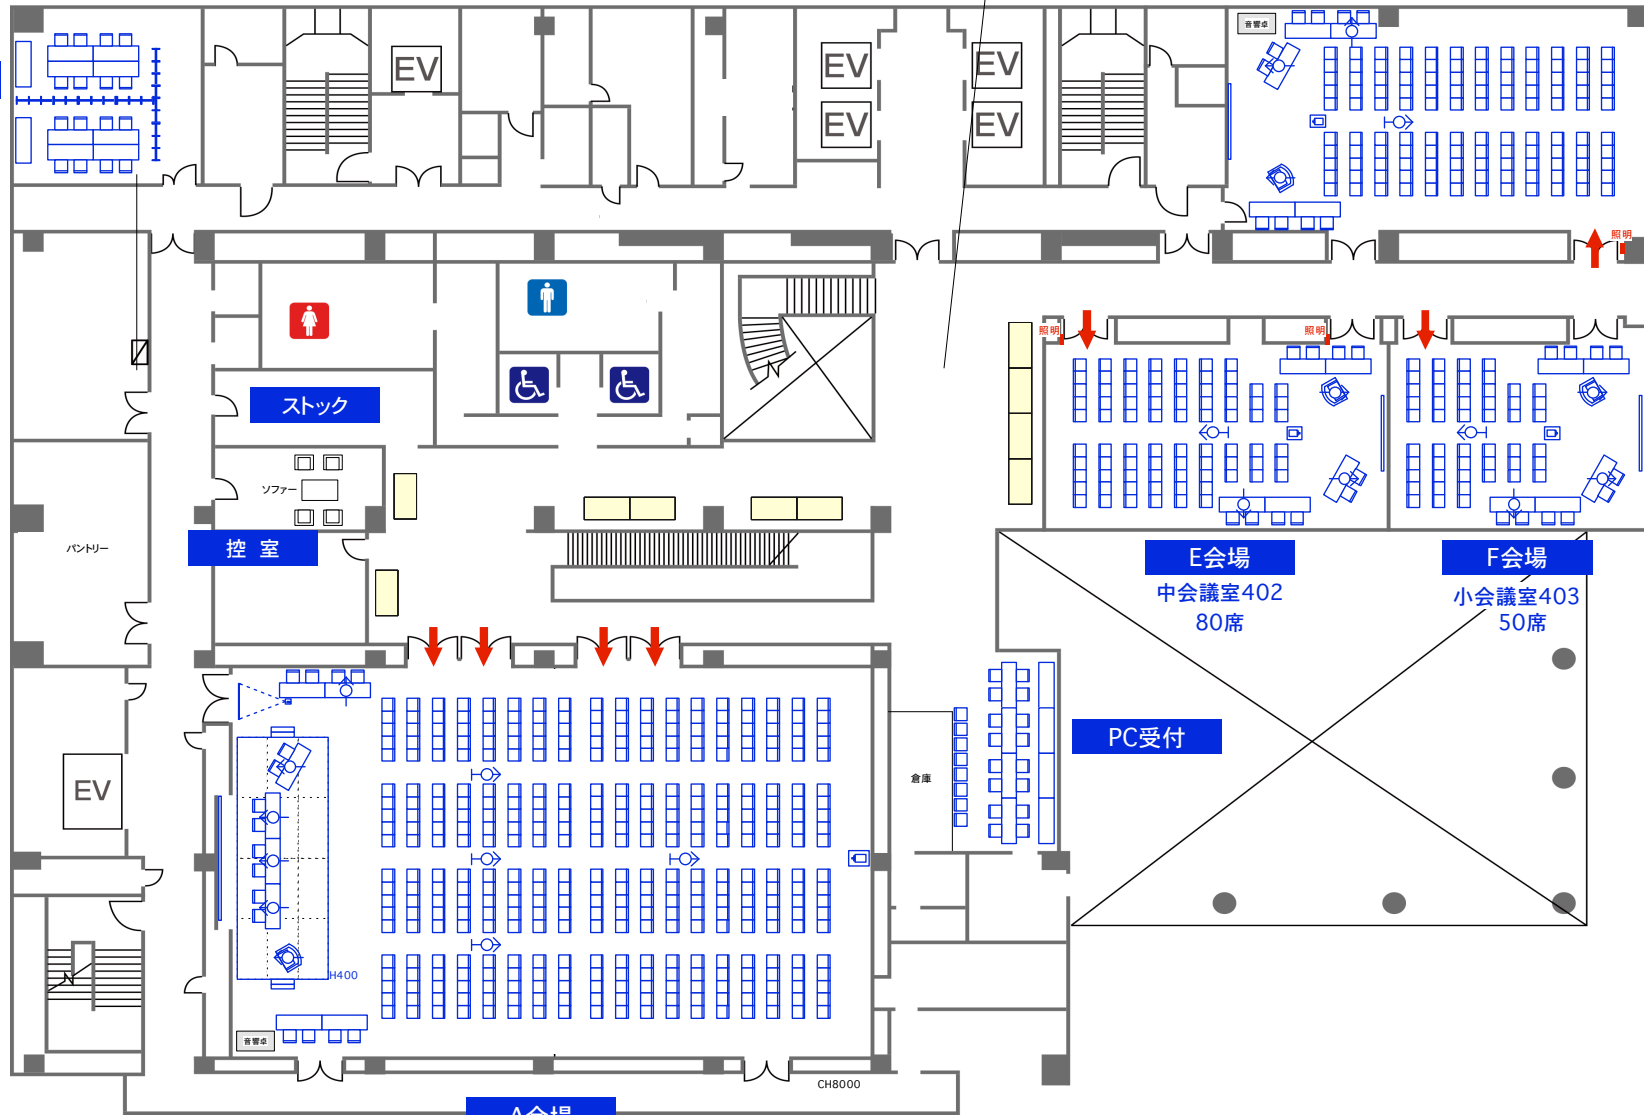 EV
EV
EV
EV
EV
音響卓
照明
照明
照明
ストック
ソファー
控 室
パントリー
E会場
中会議室402
80席
F会場
小会議室403
50席
PC受付
倉庫
EV
H400
音響卓
CH8000
A会場